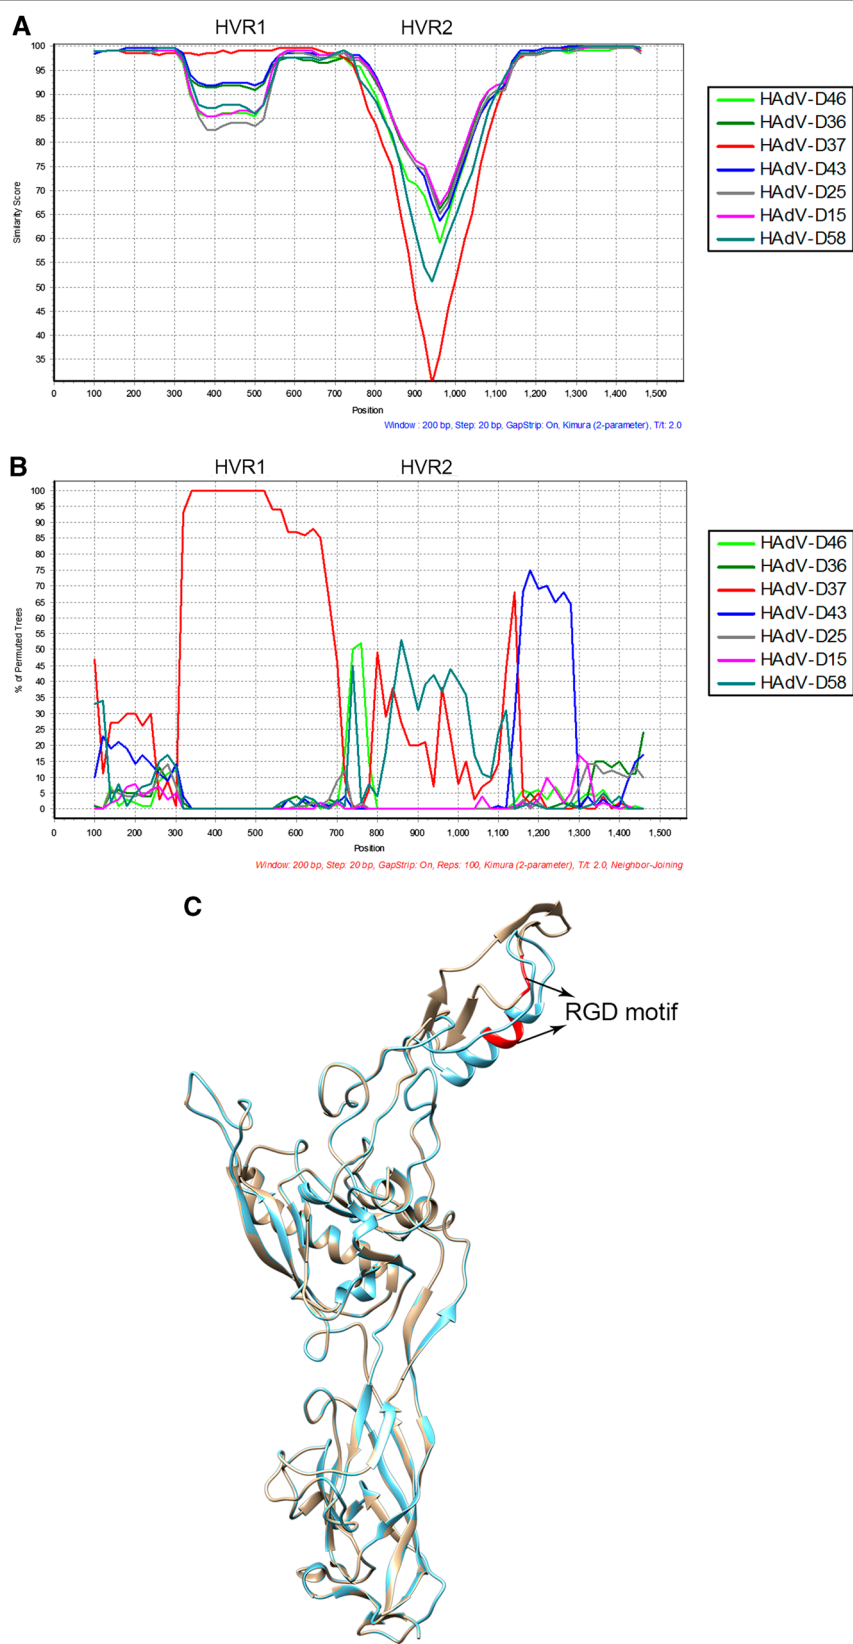 A
HVR1 HVR2
100
95
90
85
80
75
70
65
60
55
50
45
40
35
Similarity Score
0 100 200 300 400 500 600 700 800 900 1,000 1,100 1,200 1,300 1,400 1,500
Position
Window : 200 bp, Step: 20 bp, GapStrip: On, Kimura (2-parameter), T/t: 2.0
HAdV-D46
HAdV-D36
HAdV-D37
HAdV-D43
HAdV-D25
HAdV-D15
HAdV-D58
B
HVR1 HVR2
100
95
90
85
80
75
70
65
60
55
50
45
40
35
30
25
20
15
10
5
0
% of Permuted Trees
0 100 200 300 400 500 600 700 800 900 1,000 1,100 1,200 1,300 1,400 1,500
Position
Window: 200 bp, Step: 20 bp, GapStrip: On, Reps: 100, Kimura (2-parameter), T/t: 2.0, Neighbor-Joining
HAdV-D46
HAdV-D36
HAdV-D37
HAdV-D43
HAdV-D25
HAdV-D15
HAdV-D58
C
RGD motif